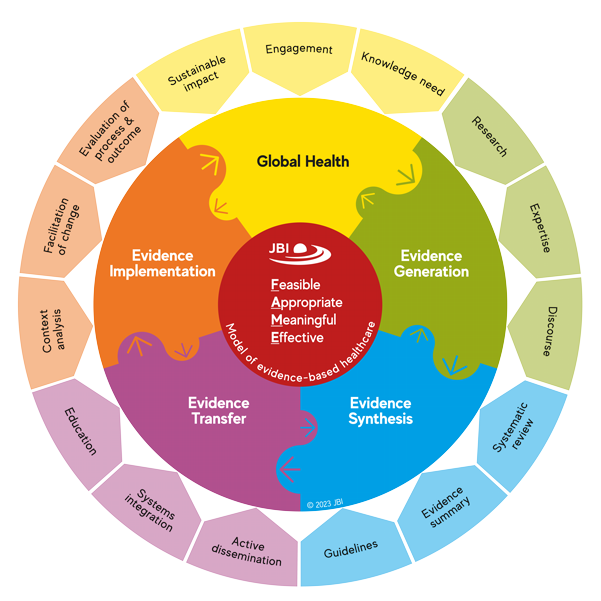 Engagement
Knowledge need
Research
Expertise
Discourse
Systematic
review
Evidence
summary
Guidelines
Active
dissemination
Systems
integration
Education
Context
analysis
Facilitation
of change
Evaluation of
process &
outcome
Sustainable
impact
Global Health
Evidence
Generation
Evidence
Synthesis
Evidence
Transfer
Evidence
Implementation
JBI
Feasible
Appropriate
Meaningful
Effective
Model of evidence-based healthcare
© 2023 JBI